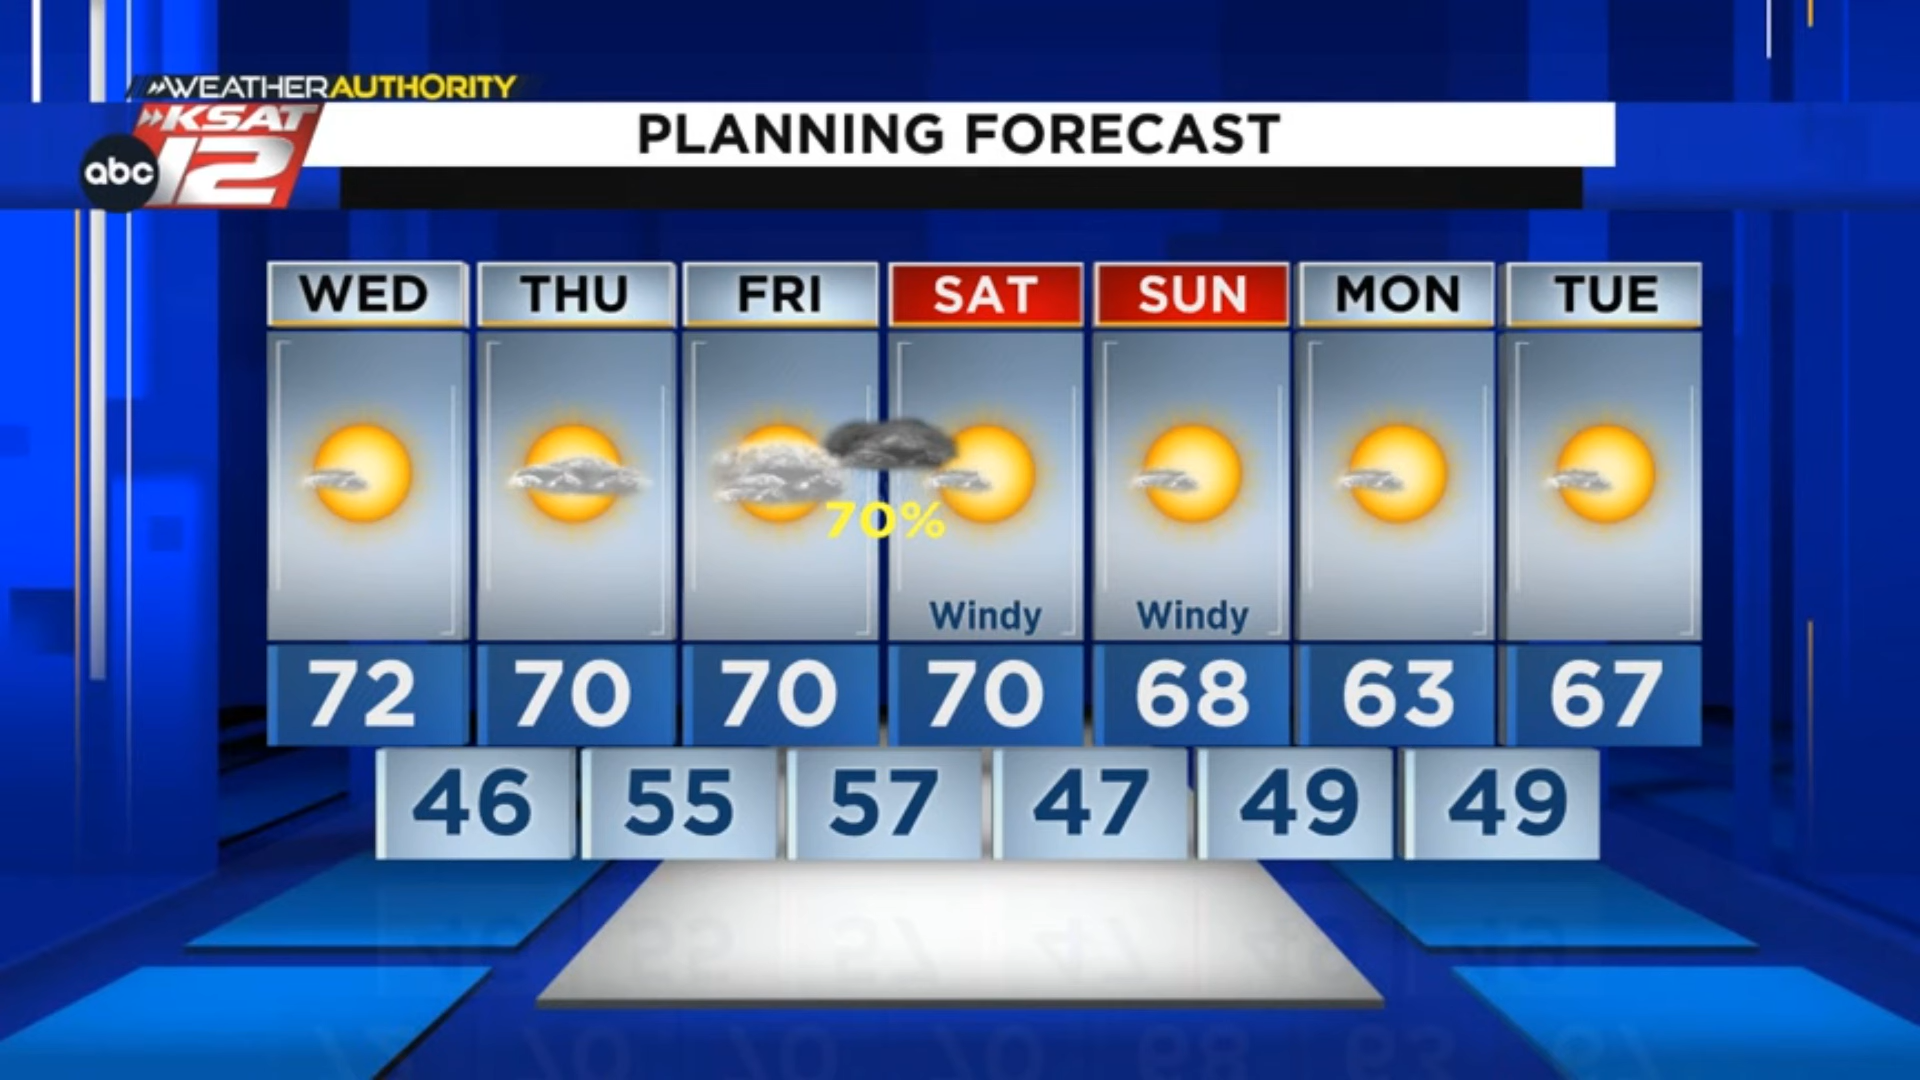 WEATHERAUTHORITY
KSAT
abc 12
PLANNING FORECAST
WED THU FRI SAT SUN MON TUE
70%
Windy Windy
72 70 70 70 68 63 67
46 55 57 47 49 49